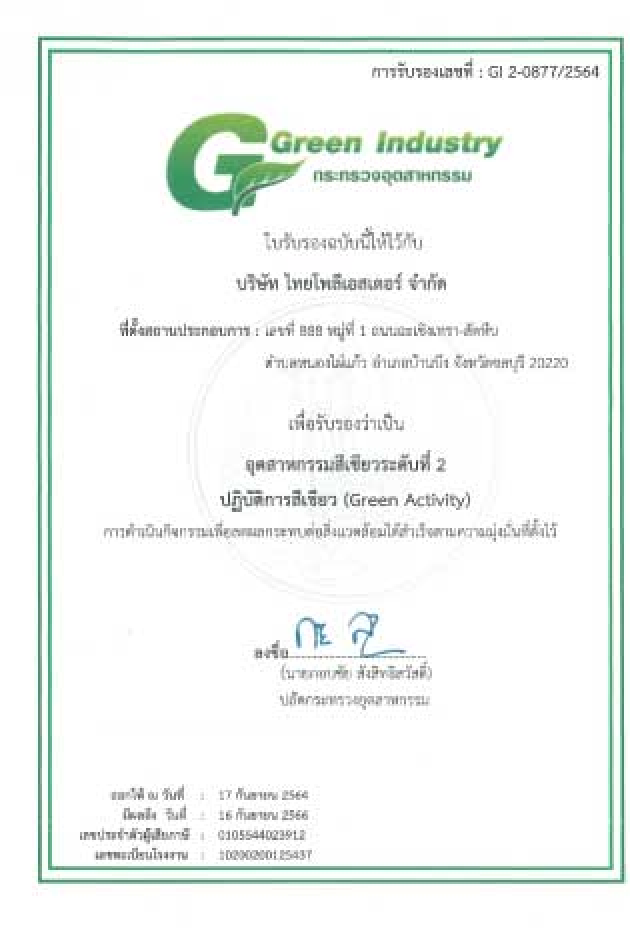 การรับรองเลขที่ : GI 2-0877/2564
Green Industry
กระทรวงอุตสาหกรรม
ใบรับรองฉบับนี้ให้ไว้กับ
บริษัท ไทยโพลีเอสเตอร์ จำกัด
ที่ตั้งสถานประกอบการ : เลขที่ 888 หมู่ที่ 1 ถนนฉะเชิงเทรา-สัตหีบ
ตำบลหนองไผ่แก้ว อำเภอบ้านบึง จังหวัดชลบุรี 20220
เพื่อรับรองว่าเป็น
อุตสาหกรรมสีเขียวระดับที่ 2
ปฏิบัติการสีเขียว (Green Activity)
การดำเนินกิจกรรมเพื่อลดผลกระทบต่อสิ่งแวดล้อมได้สำเร็จตามความมุ่งมั่นที่ตั้งไว้
ลงชื่อ
(นายกอบชัย สังสิทธิสวัสดิ์)
ปลัดกระทรวงอุตสาหกรรม
ออกให้ ณ วันที่ : 17 กันยายน 2564
มีผลถึง วันที่ : 16 กันยายน 2566
เลขประจำตัวผู้เสียภาษี : 0105544023912
เลขทะเบียนโรงงาน : 10200200125437